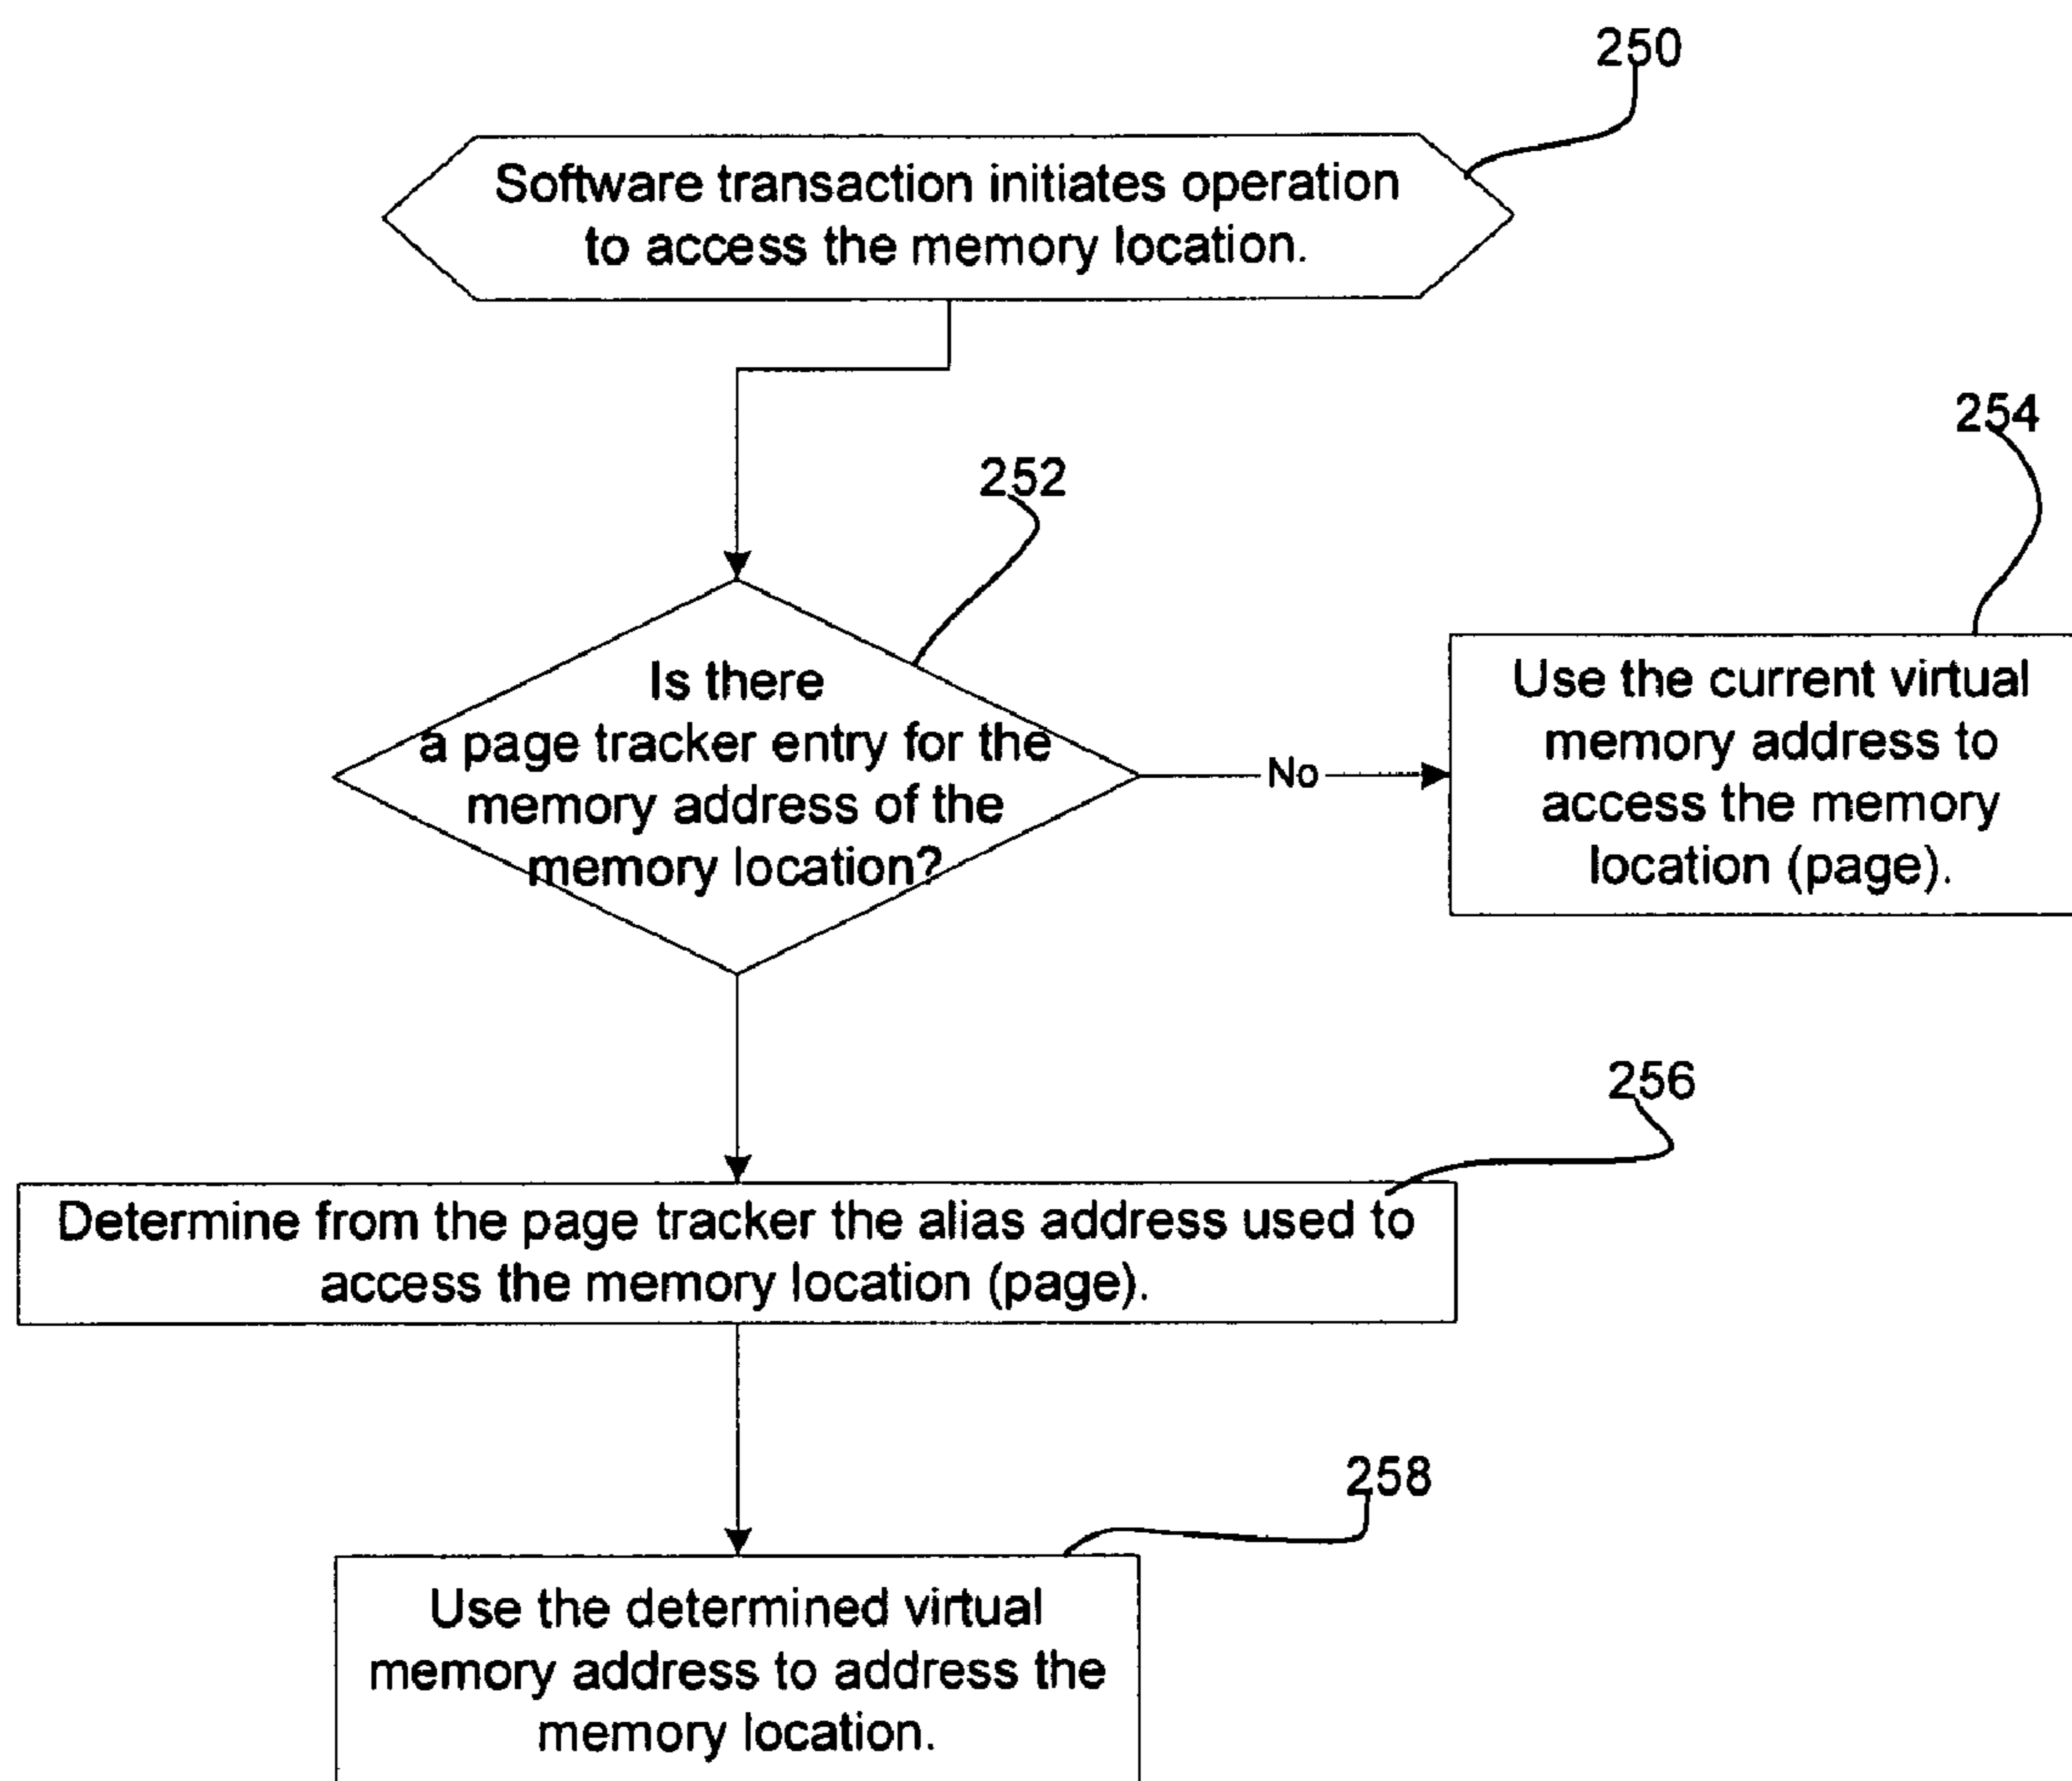 250
Software transaction initiates operation
to access the memory location.
254
252
Is there
a page tracker entry for the
memory address of the
memory location?
No
Use the current virtual
memory address to
access the memory
location (page).
256
Determine from the page tracker the alias address used to
access the memory location (page).
258
Use the determined virtual
memory address to address the
memory location.